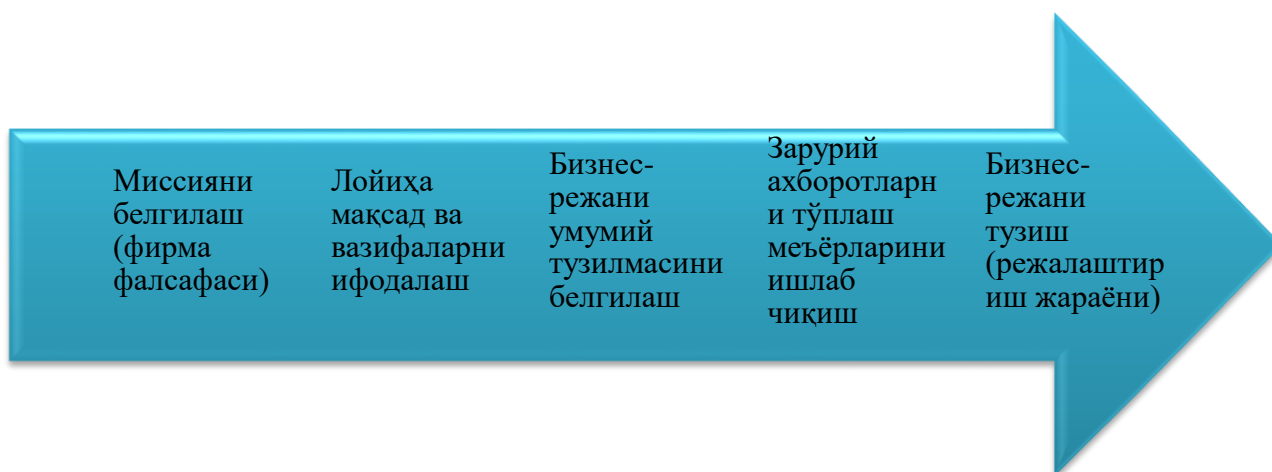 Миссияни
белгилаш
(фирма
фалсафаси)
Лойиҳа
мақсад ва
вазифаларни
ифодалаш
Бизнес-
режани
умумий
тузилмасини
белгилаш
Зарурий
ахборотларн
и тўплаш
меъёрларини
ишлаб
чиқиш
Бизнес-
режани
тузиш
(режалаштир
иш жараёни)